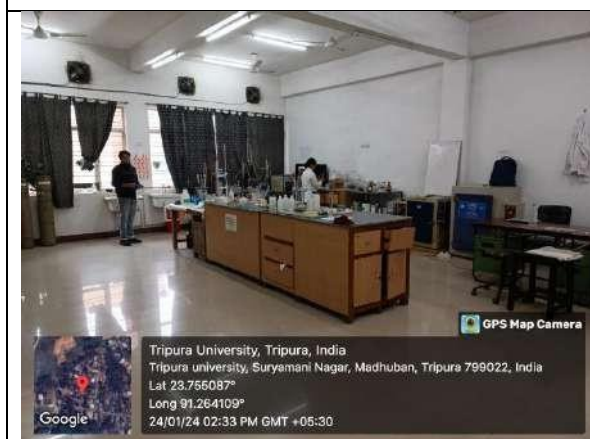 GPS Map Camera
Tripura University, Tripura, India
Tripura university, Suryamani Nagar, Madhuban, Tripura 799022, India
Lat 23.755087°
Long 91.264109°
24/01/24 02:33 PM GMT +05:30
Google